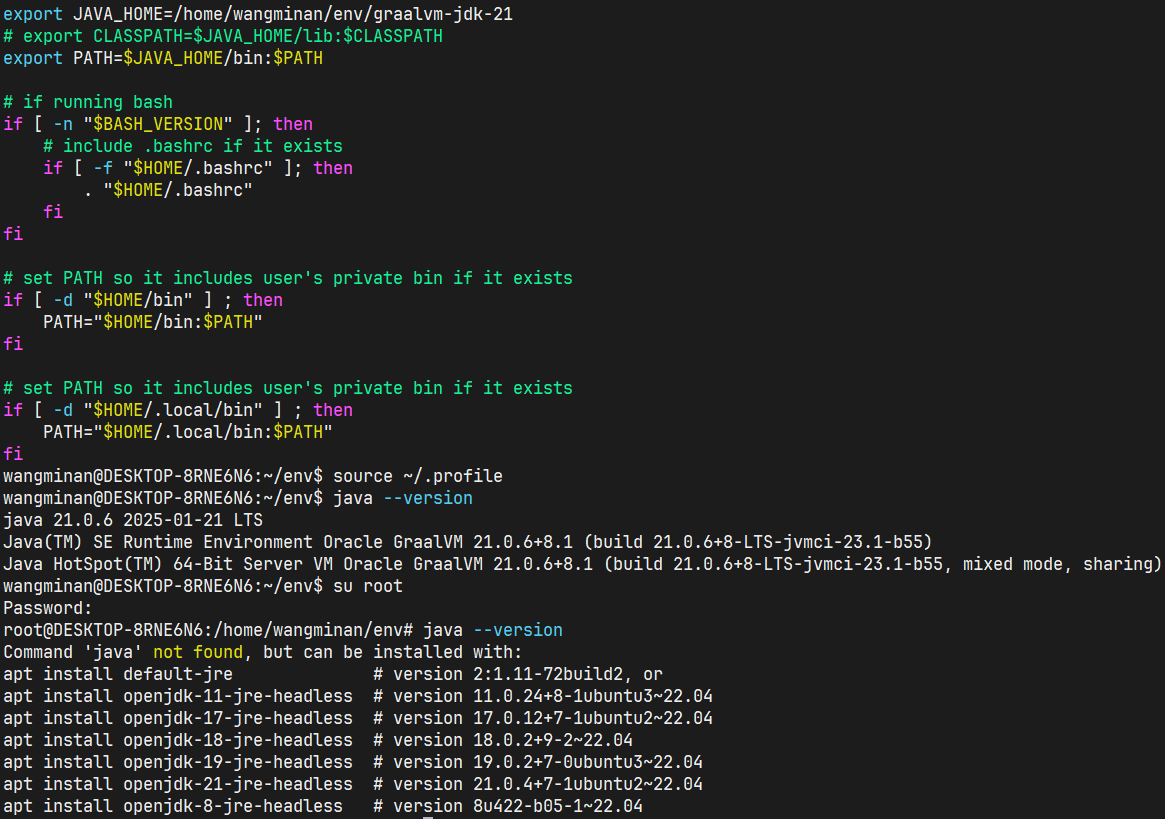 export JAVA_HOME=/home/wangminan/env/graalvm-jdk-21
# export CLASSPATH=$JAVA_HOME/lib:$CLASSPATH
export PATH=$JAVA_HOME/bin:$PATH

# if running bash
if [ -n "$BASH_VERSION" ]; then
    # include .bashrc if it exists
    if [ -f "$HOME/.bashrc" ]; then
        . "$HOME/.bashrc"
    fi
fi

# set PATH so it includes user's private bin if it exists
if [ -d "$HOME/bin" ] ; then
    PATH="$HOME/bin:$PATH"
fi

# set PATH so it includes user's private bin if it exists
if [ -d "$HOME/.local/bin" ] ; then
    PATH="$HOME/.local/bin:$PATH"
fi
wangminan@DESKTOP-8RNE6N6:~/env$ source ~/.profile
wangminan@DESKTOP-8RNE6N6:~/env$ java --version
java 21.0.6 2025-01-21 LTS
Java(TM) SE Runtime Environment Oracle GraalVM 21.0.6+8.1 (build 21.0.6+8-LTS-jvmci-23.1-b55)
Java HotSpot(TM) 64-Bit Server VM Oracle GraalVM 21.0.6+8.1 (build 21.0.6+8-LTS-jvmci-23.1-b55, mixed mode, sharing)
wangminan@DESKTOP-8RNE6N6:~/env$ su root
Password:
root@DESKTOP-8RNE6N6:/home/wangminan/env# java --version
Command 'java' not found, but can be installed with:
apt install default-jre              # version 2:1.11-72build2, or
apt install openjdk-11-jre-headless  # version 11.0.24+8-1ubuntu3~22.04
apt install openjdk-17-jre-headless  # version 17.0.12+7-1ubuntu2~22.04
apt install openjdk-18-jre-headless  # version 18.0.2+9-2~22.04
apt install openjdk-19-jre-headless  # version 19.0.2+7-0ubuntu3~22.04
apt install openjdk-21-jre-headless  # version 21.0.4+7-1ubuntu2~22.04
apt install openjdk-8-jre-headless   # version 8u422-b05-1~22.04